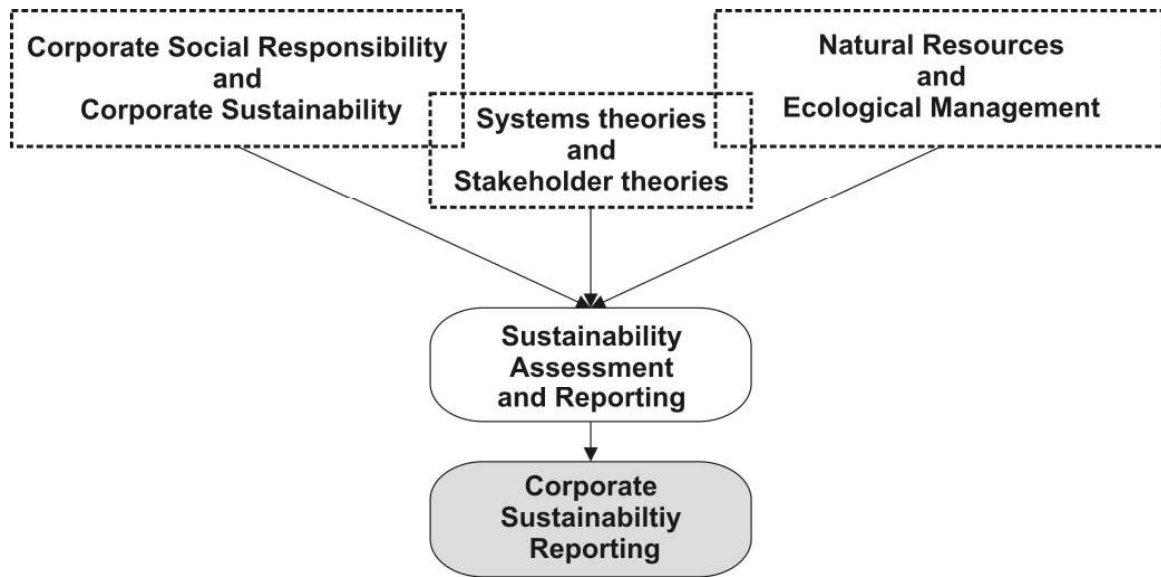 Corporate Social Responsibility
and
Corporate Sustainability
Systems theories
and
Stakeholder theories
Natural Resources
and
Ecological Management
Sustainability
Assessment
and Reporting
Corporate
Sustainabiltiy
Reporting